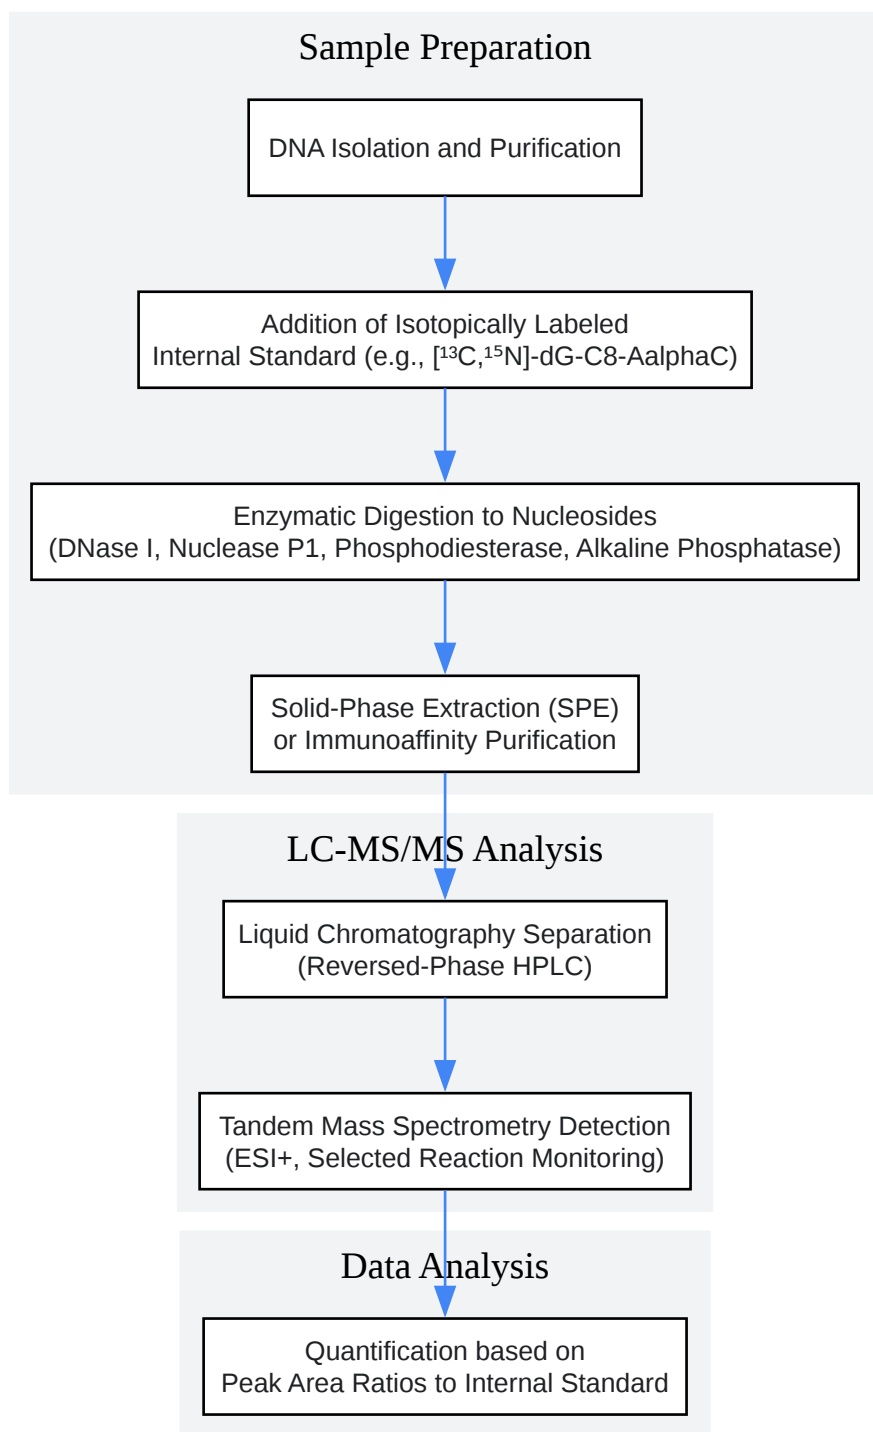 Sample Preparation
DNA Isolation and Purification
Addition of Isotopically Labeled
Internal Standard (e.g., [¹³C,¹⁵N]-dG-C8-AalphaC)
Enzymatic Digestion to Nucleosides
(DNase I, Nuclease P1, Phosphodiesterase, Alkaline Phosphatase)
Solid-Phase Extraction (SPE)
or Immunoaffinity Purification
LC-MS/MS Analysis
Liquid Chromatography Separation
(Reversed-Phase HPLC)
Tandem Mass Spectrometry Detection
(ESI+, Selected Reaction Monitoring)
Data Analysis
Quantification based on
Peak Area Ratios to Internal Standard